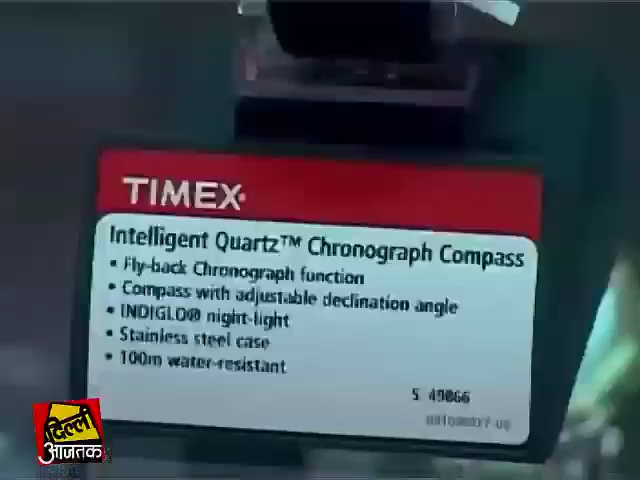 TIMEX
Intelligent Quartz™ Chronograph Compass
• Fly-back Chronograph function
• Compass with adjustable declination angle
• INDIGLO® night-light
• Stainless steel case
• 100m water-resistant
S 49866
दिल्ली
आजतक